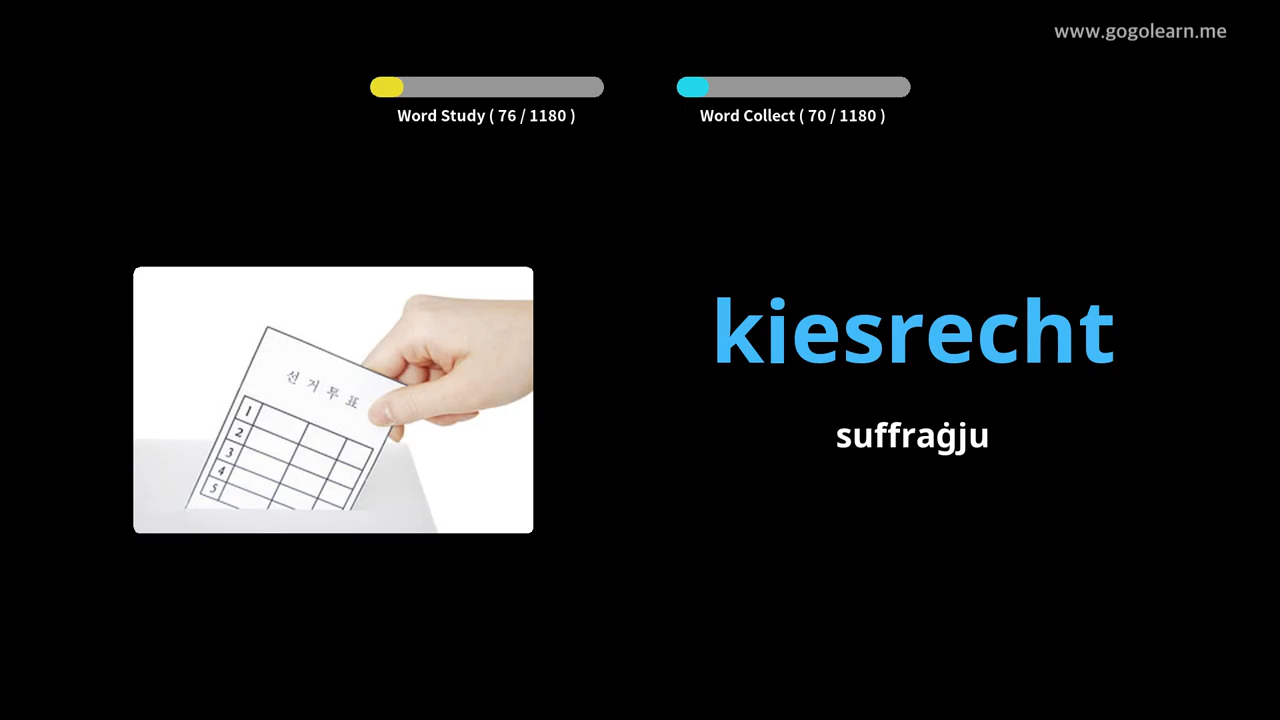 www.gogolearn.me
Word Study ( 76 / 1180 )
Word Collect ( 70 / 1180 )
선거투표
1
2
3
4
5
kiesrecht
suffraġju